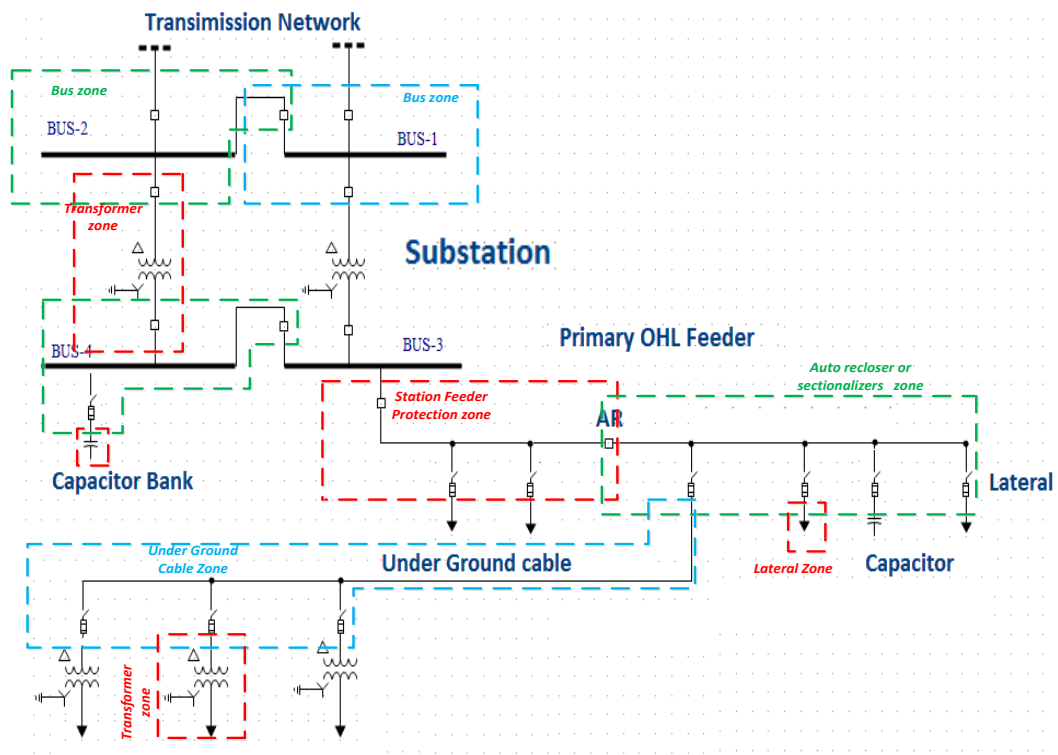 Transimission Network
Bus zone
Bus zone
BUS-2
BUS-1
Transformer
zone
Substation
BUS-4
BUS-3
Primary OHL Feeder
Auto recloser or
sectionalizers zone
Station Feeder
Protection zone
AR
Capacitor Bank
Lateral
Under Ground
Cable Zone
Under Ground cable
Lateral Zone
Capacitor
Transformer
zone